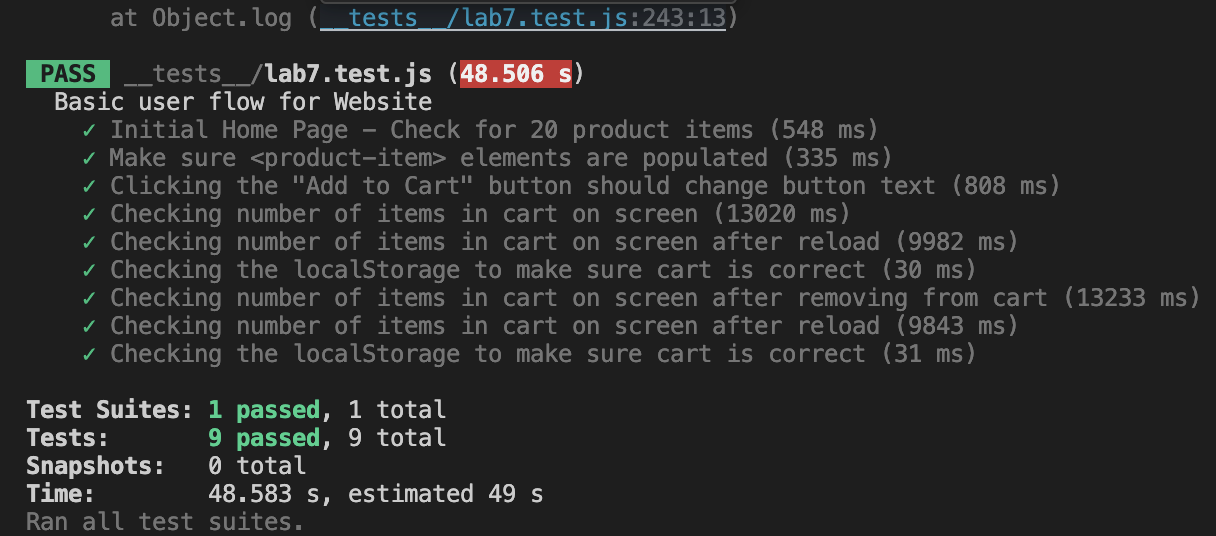 at Object.log (__tests__/lab7.test.js:243:13)
PASS __tests__/lab7.test.js (48.506 s)
Basic user flow for Website
✓ Initial Home Page - Check for 20 product items (548 ms)
✓ Make sure <product-item> elements are populated (335 ms)
✓ Clicking the "Add to Cart" button should change button text (808 ms)
✓ Checking number of items in cart on screen (13020 ms)
✓ Checking number of items in cart on screen after reload (9982 ms)
✓ Checking the localStorage to make sure cart is correct (30 ms)
✓ Checking number of items in cart on screen after removing from cart (13233 ms)
✓ Checking number of items in cart on screen after reload (9843 ms)
✓ Checking the localStorage to make sure cart is correct (31 ms)
Test Suites: 1 passed, 1 total
Tests: 9 passed, 9 total
Snapshots: 0 total
Time: 48.583 s, estimated 49 s
Ran all test suites.